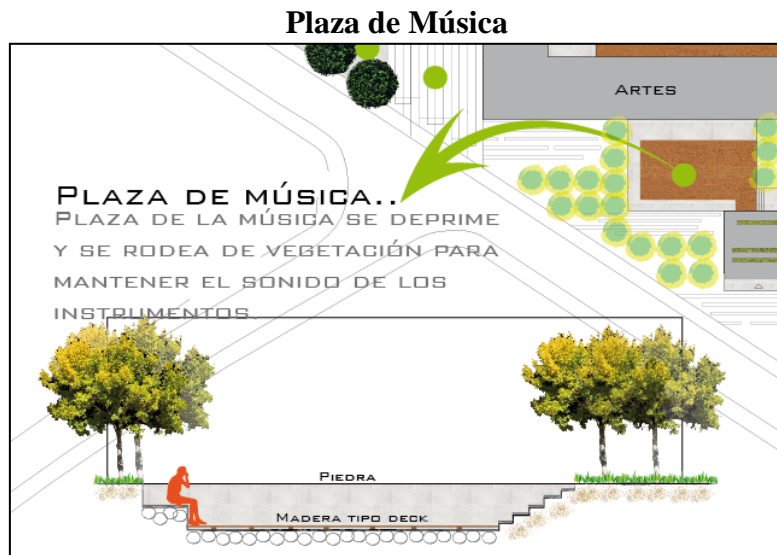 Plaza de Música
ARTES
PLAZA DE MÚSICA..
PLAZA DE LA MÚSICA SE DEPRIME
Y SE RODEA DE VEGETACIÓN PARA
MANTENER EL SONIDO DE LOS
INSTRUMENTOS.
PIEDRA
MADERA TIPO DECK